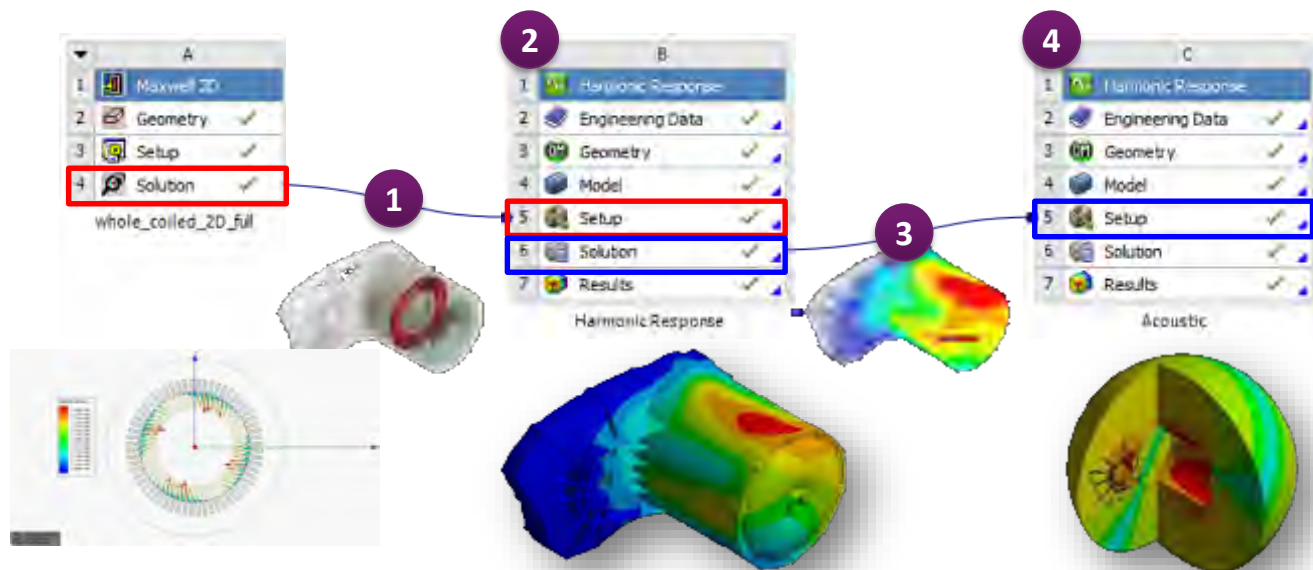 A
1 Maxwell 2D
2 Geometry
3 Setup
4 Solution
whole_coiled_2D_full
1
2
B
1 Harmonic Response
2 Engineering Data
3 Geometry
4 Model
5 Setup
6 Solution
7 Results
Harmonic Response
3
4
C
1 Harmonic Response
2 Engineering Data
3 Geometry
4 Model
5 Setup
6 Solution
7 Results
Acoustic